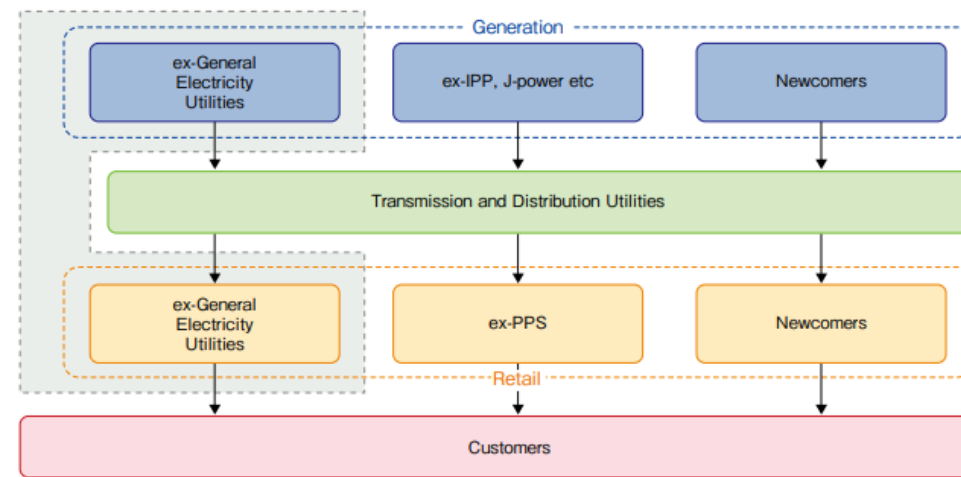 Generation
ex-General
Electricity
Utilities
ex-IPP, J-power etc
Newcomers
Transmission and Distribution Utilities
ex-General
Electricity
Utilities
ex-PPS
Newcomers
Retail
Customers